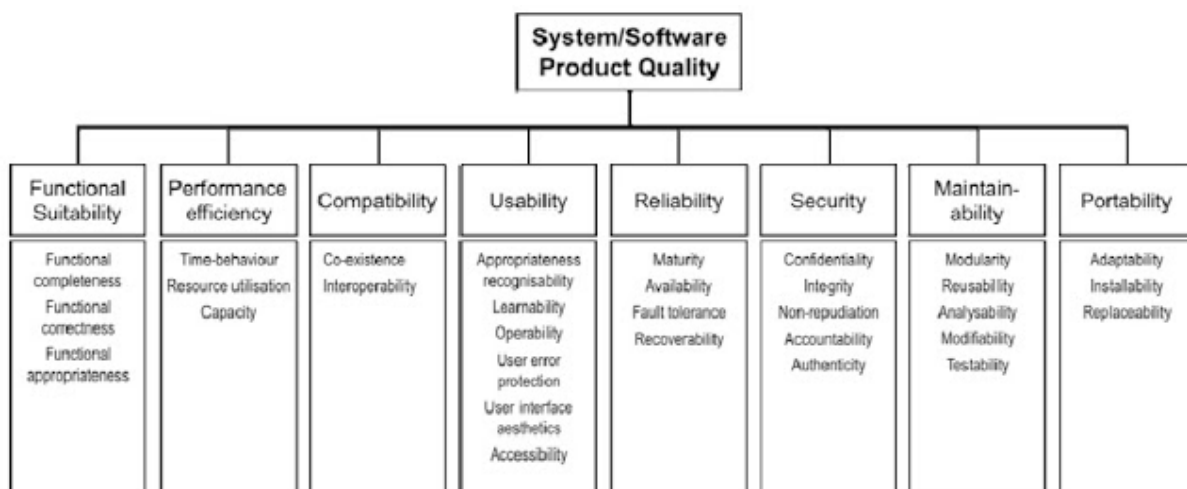 System/Software
Product Quality
Functional
Suitability
Performance
efficiency
Compatibility
Usability
Reliability
Security
Maintain-
ability
Portability
Functional
completeness
Functional
correctness
Functional
appropriateness
Time-behaviour
Resource utilisation
Capacity
Co-existence
Interoperability
Appropriateness
recognisability
Learnability
Operability
User error
protection
User interface
aesthetics
Accessibility
Maturity
Availability
Fault tolerance
Recoverability
Confidentiality
Integrity
Non-repudiation
Accountability
Authenticity
Modularity
Reusability
Analysability
Modifiability
Testability
Adaptability
Installability
Replaceability